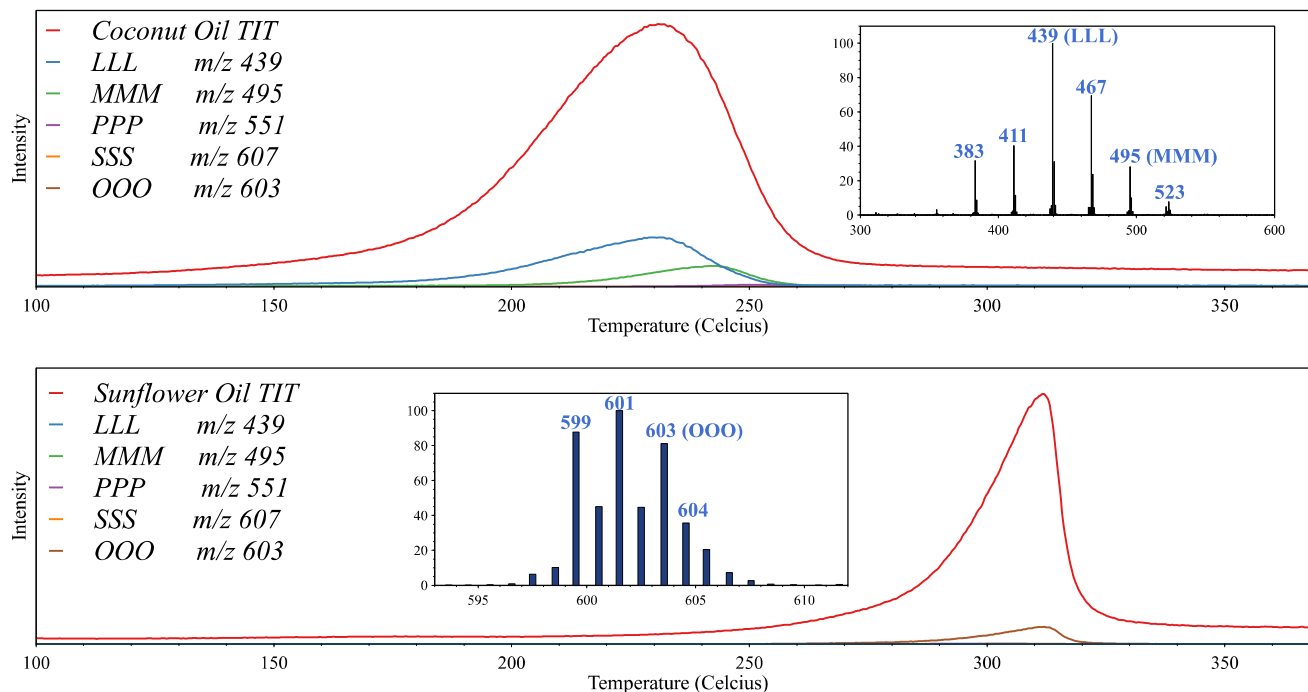 Coconut Oil TIT
LLL m/z 439
MMM m/z 495
PPP m/z 551
SSS m/z 607
OOO m/z 603
Intensity
100
80
60
40
20
0
383
411
439 (LLL)
467
495 (MMM)
523
300 400 500 600
100 150 200 250 300 350
Temperature (Celcius)
Sunflower Oil TIT
LLL m/z 439
MMM m/z 495
PPP m/z 551
SSS m/z 607
OOO m/z 603
Intensity
100
80
60
40
20
0
599
601
603 (OOO)
604
595 600 605 610
100 150 200 250 300 350
Temperature (Celcius)